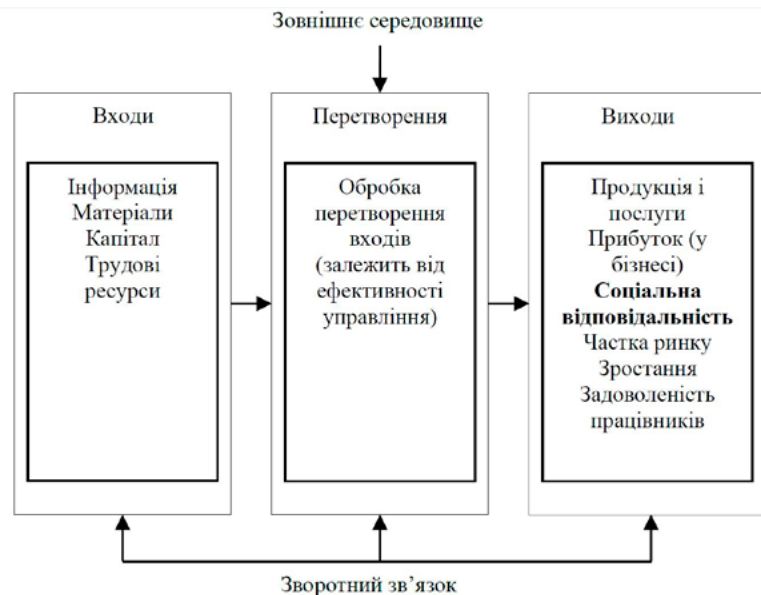 Зовнішнє середовище
Входи
Інформація
Матеріали
Капітал
Трудові
ресурси
Перетворення
Обробка
перетворення
входів
(залежить від
ефективності
управління)
Виходи
Продукція і
послуги
Прибуток (у
бізнесі)
Соціальна
відповідальність
Частка ринку
Зростання
Задоволеність
працівників
Зворотний зв’язок